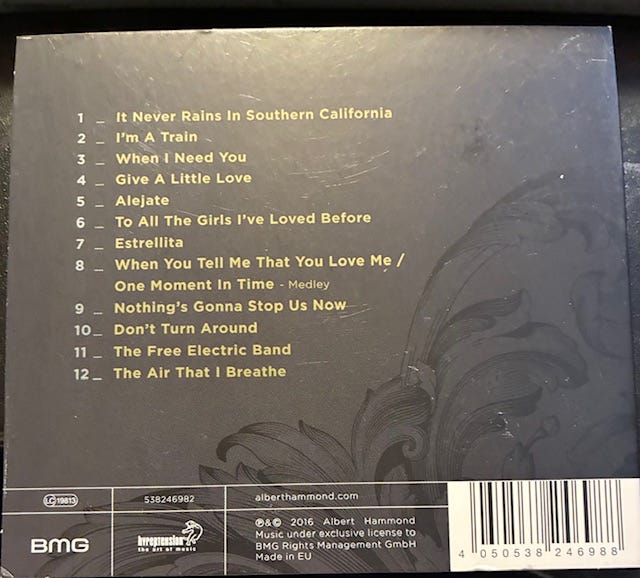 1 _ It Never Rains In Southern California
2 _ I'm A Train
3 _ When I Need You
4 _ Give A Little Love
5 _ Alejate
6 _ To All The Girls I've Loved Before
7 _ Estrellita
8 _ When You Tell Me That You Love Me /
One Moment In Time - Medley
9 _ Nothing's Gonna Stop Us Now
10 _ Don't Turn Around
11 _ The Free Electric Band
12 _ The Air That I Breathe
LC 19813
538246982
alberthammond.com
BMG
hypertension
the art of music
℗&© 2016 Albert Hammond
Music under exclusive license to
BMG Rights Management GmbH
Made in EU
4 050538 246988